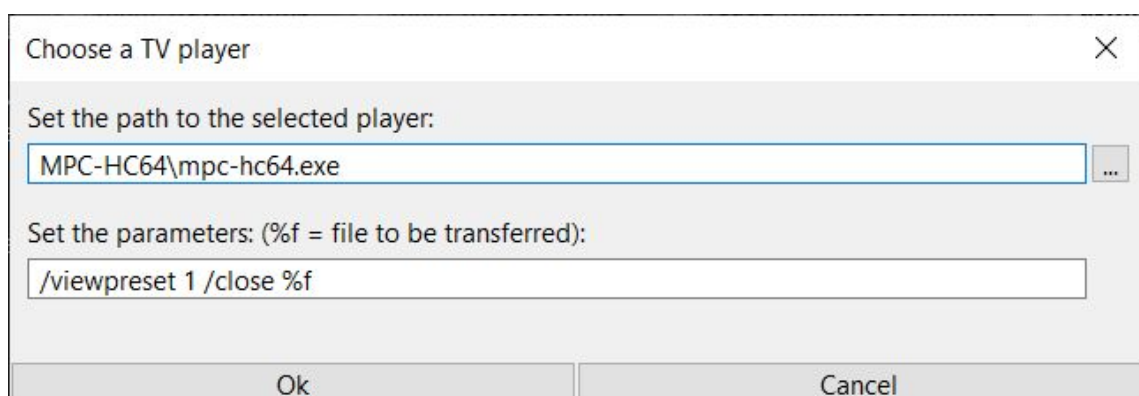 Choose a TV player
Set the path to the selected player:
MPC-HC64\mpc-hc64.exe
...
Set the parameters: (%f = file to be transferred):
/viewpreset 1 /close %f
Ok
Cancel